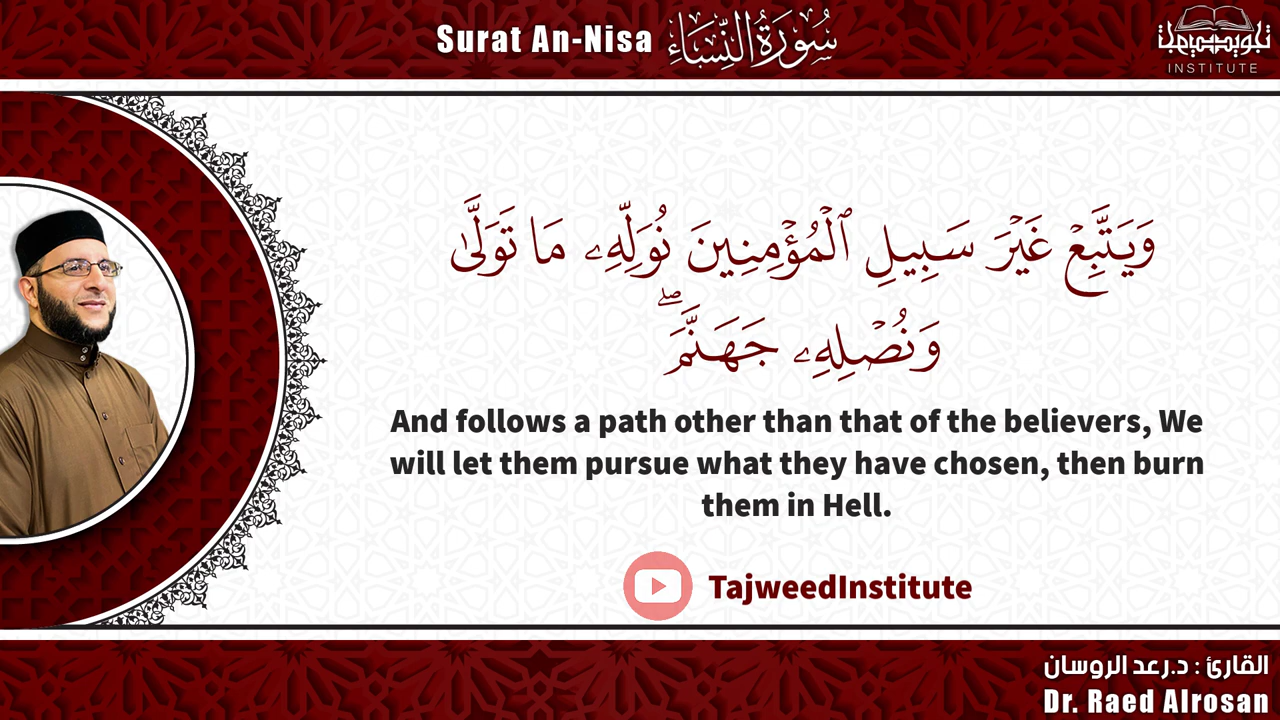 Surat An-Nisa سُورَةُ النِّسَاءِ
تجويد
INSTITUTE
وَيَتَّبِعۡ غَيۡرَ سَبِيلِ ٱلۡمُؤۡمِنِينَ نُوَلِّهِۦ مَا تَوَلَّىٰ
وَنُصۡلِهِۦ جَهَنَّمَۖ
And follows a path other than that of the believers, We
will let them pursue what they have chosen, then burn
them in Hell.
TajweedInstitute
القارئ : د.رعد الروسان
Dr. Raed Alrosan